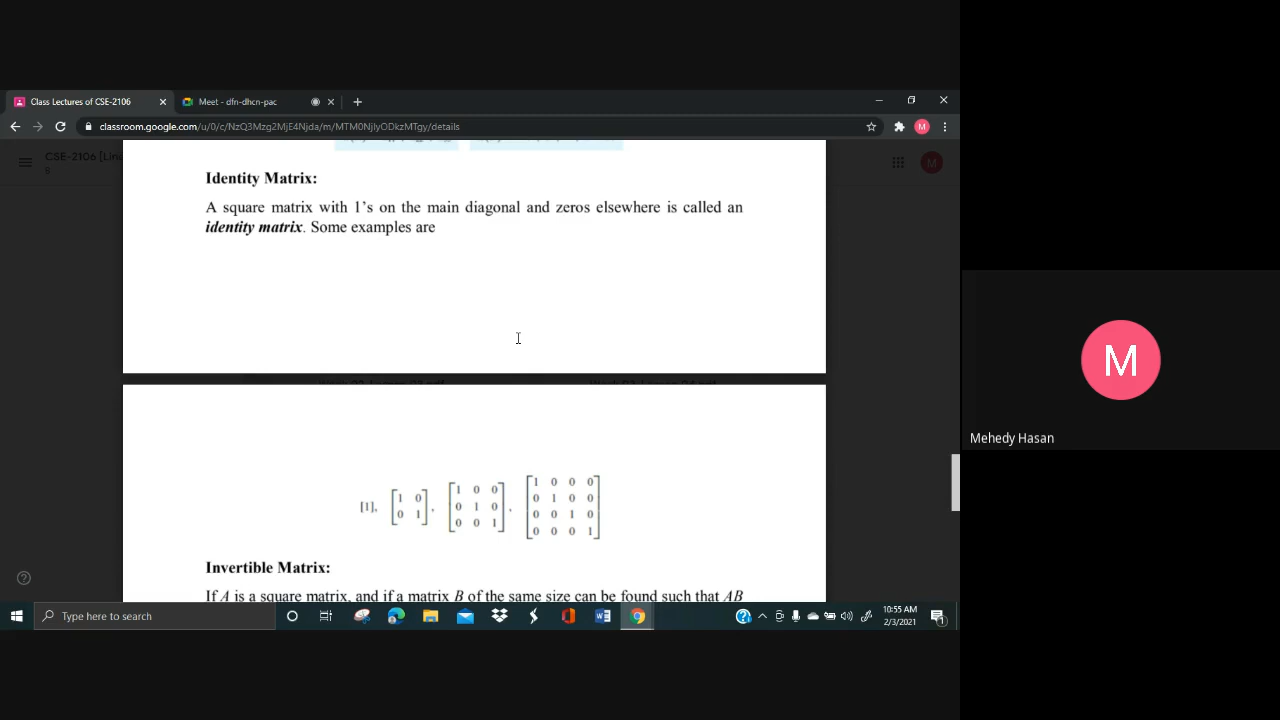 Class Lectures of CSE-2106
Meet - dfn-dhcn-pac
classroom.google.com/u/0/c/NzQ3Mzg2MjE4Njda/m/MTM0NjIyODkzMTgy/details
M
CSE-2106 [Lin
M
Identity Matrix:
A square matrix with 1's on the main diagonal and zeros elsewhere is called an
identity matrix. Some examples are
[1], [1 0
0 1], [1 0 0
0 1 0
0 0 1], [1 0 0 0
0 1 0 0
0 0 1 0
0 0 0 1]
Invertible Matrix:
If A is a square matrix, and if a matrix B of the same size can be found such that AB
M
Mehedy Hasan
Type here to search
10:55 AM
2/3/2021
1